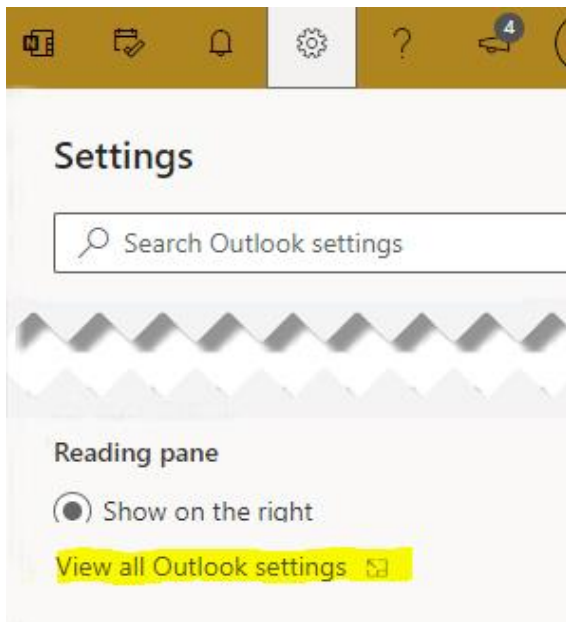 4
Settings
Search Outlook settings
Reading pane
Show on the right
View all Outlook settings